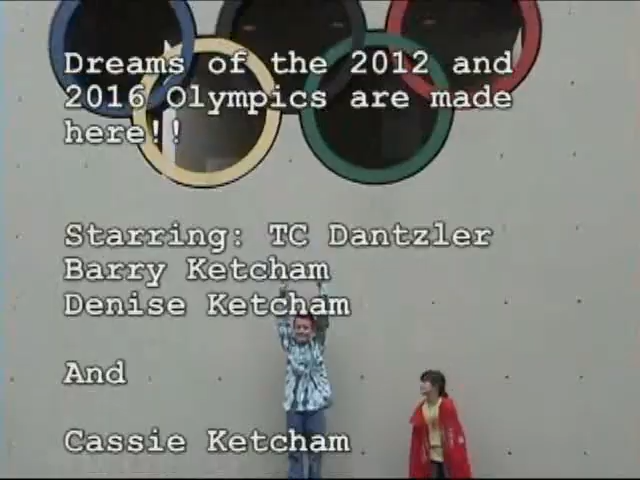 Dreams of the 2012 and
2016 Olympics are made
here!!
Starring: TC Dantzler
Barry Ketcham
Denise Ketcham
And
Cassie Ketcham